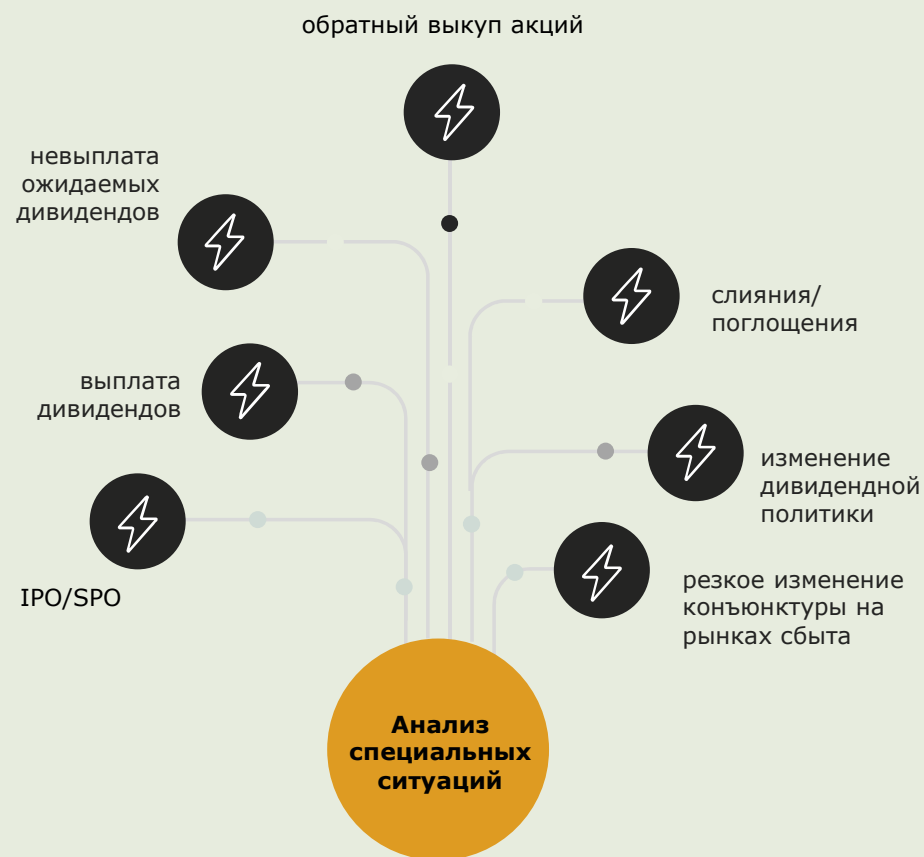 обратный выкуп акций
невыплата
ожидаемых
дивидендов
слияния/
поглощения
выплата
дивидендов
изменение
дивидендной
политики
IPO/SPO
резкое изменение
конъюнктуры на
рынках сбыта
Анализ
специальных
ситуаций